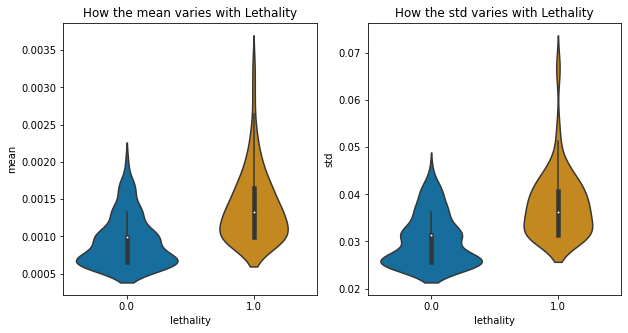 How the mean varies with Lethality
mean
0.0035
0.0030
0.0025
0.0020
0.0015
0.0010
0.0005
0.0 1.0
lethality
How the std varies with Lethality
std
0.07
0.06
0.05
0.04
0.03
0.02
0.0 1.0
lethality